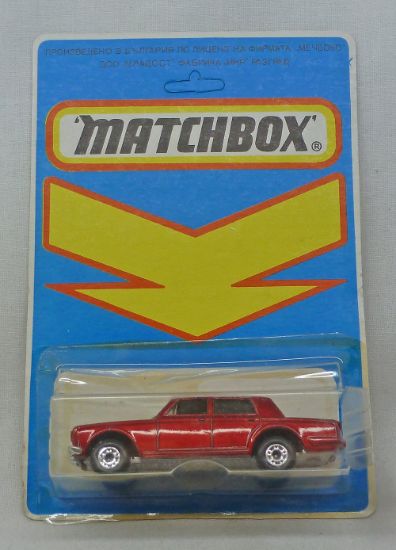 ПРОИЗВЕДЕНО В БЪЛГАРИЯ ПО ЛИЦЕНЗ НА ФИРМАТА „МЕЧБОКС"
ДСО "МЛАДОСТ" ФАБРИКА РАЗГРАД
'MATCHBOX'®